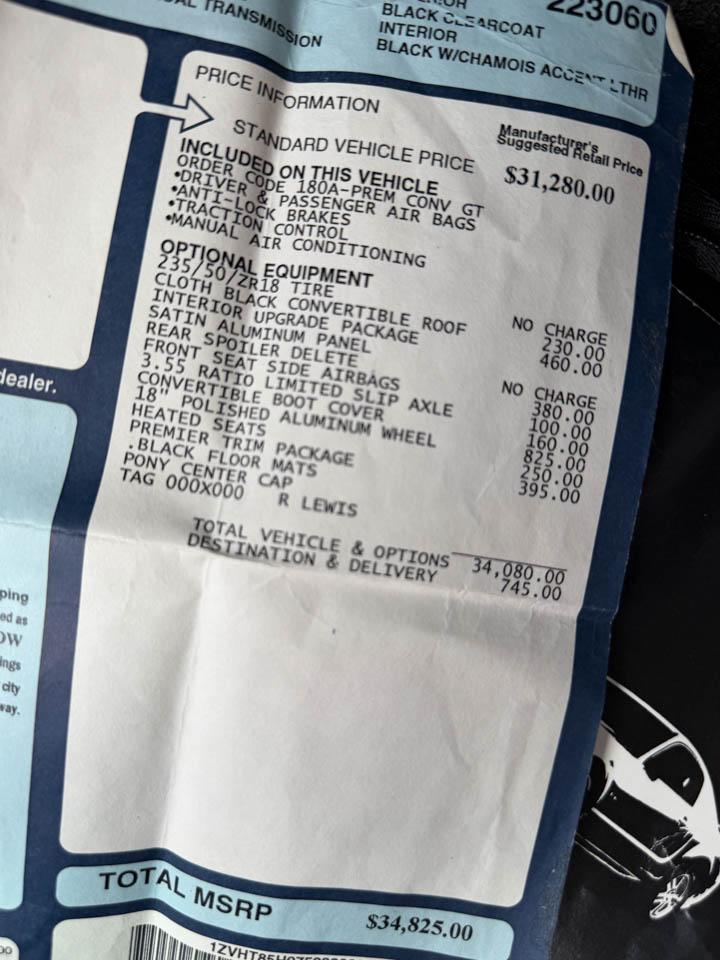 223060
BLACK CLEARCOAT
TRANSMISSION
INTERIOR
BLACK W/CHAMOIS ACCENT LTHR
PRICE INFORMATION
Manufacturer's
Suggested Retail Price
STANDARD VEHICLE PRICE $31,280.00
INCLUDED ON THIS VEHICLE
ORDER CODE 180A-PREM CONV GT
•DRIVER & PASSENGER AIR BAGS
•ANTI-LOCK BRAKES
•TRACTION CONTROL
•MANUAL AIR CONDITIONING
OPTIONAL EQUIPMENT
235/50/ZR18 TIRE NO CHARGE
CLOTH BLACK CONVERTIBLE ROOF 230.00
INTERIOR UPGRADE PACKAGE 460.00
SATIN ALUMINUM PANEL
REAR SPOILER DELETE NO CHARGE
FRONT SEAT SIDE AIRBAGS 380.00
3.55 RATIO LIMITED SLIP AXLE 100.00
CONVERTIBLE BOOT COVER 160.00
18" POLISHED ALUMINUM WHEEL 825.00
HEATED SEATS 250.00
PREMIER TRIM PACKAGE 395.00
.BLACK FLOOR MATS
PONY CENTER CAP
TAG 000X000 R LEWIS
TOTAL VEHICLE & OPTIONS 34,080.00
DESTINATION & DELIVERY 745.00
TOTAL MSRP $34,825.00
dealer.
ping
ed as
OW
ings
city
way.